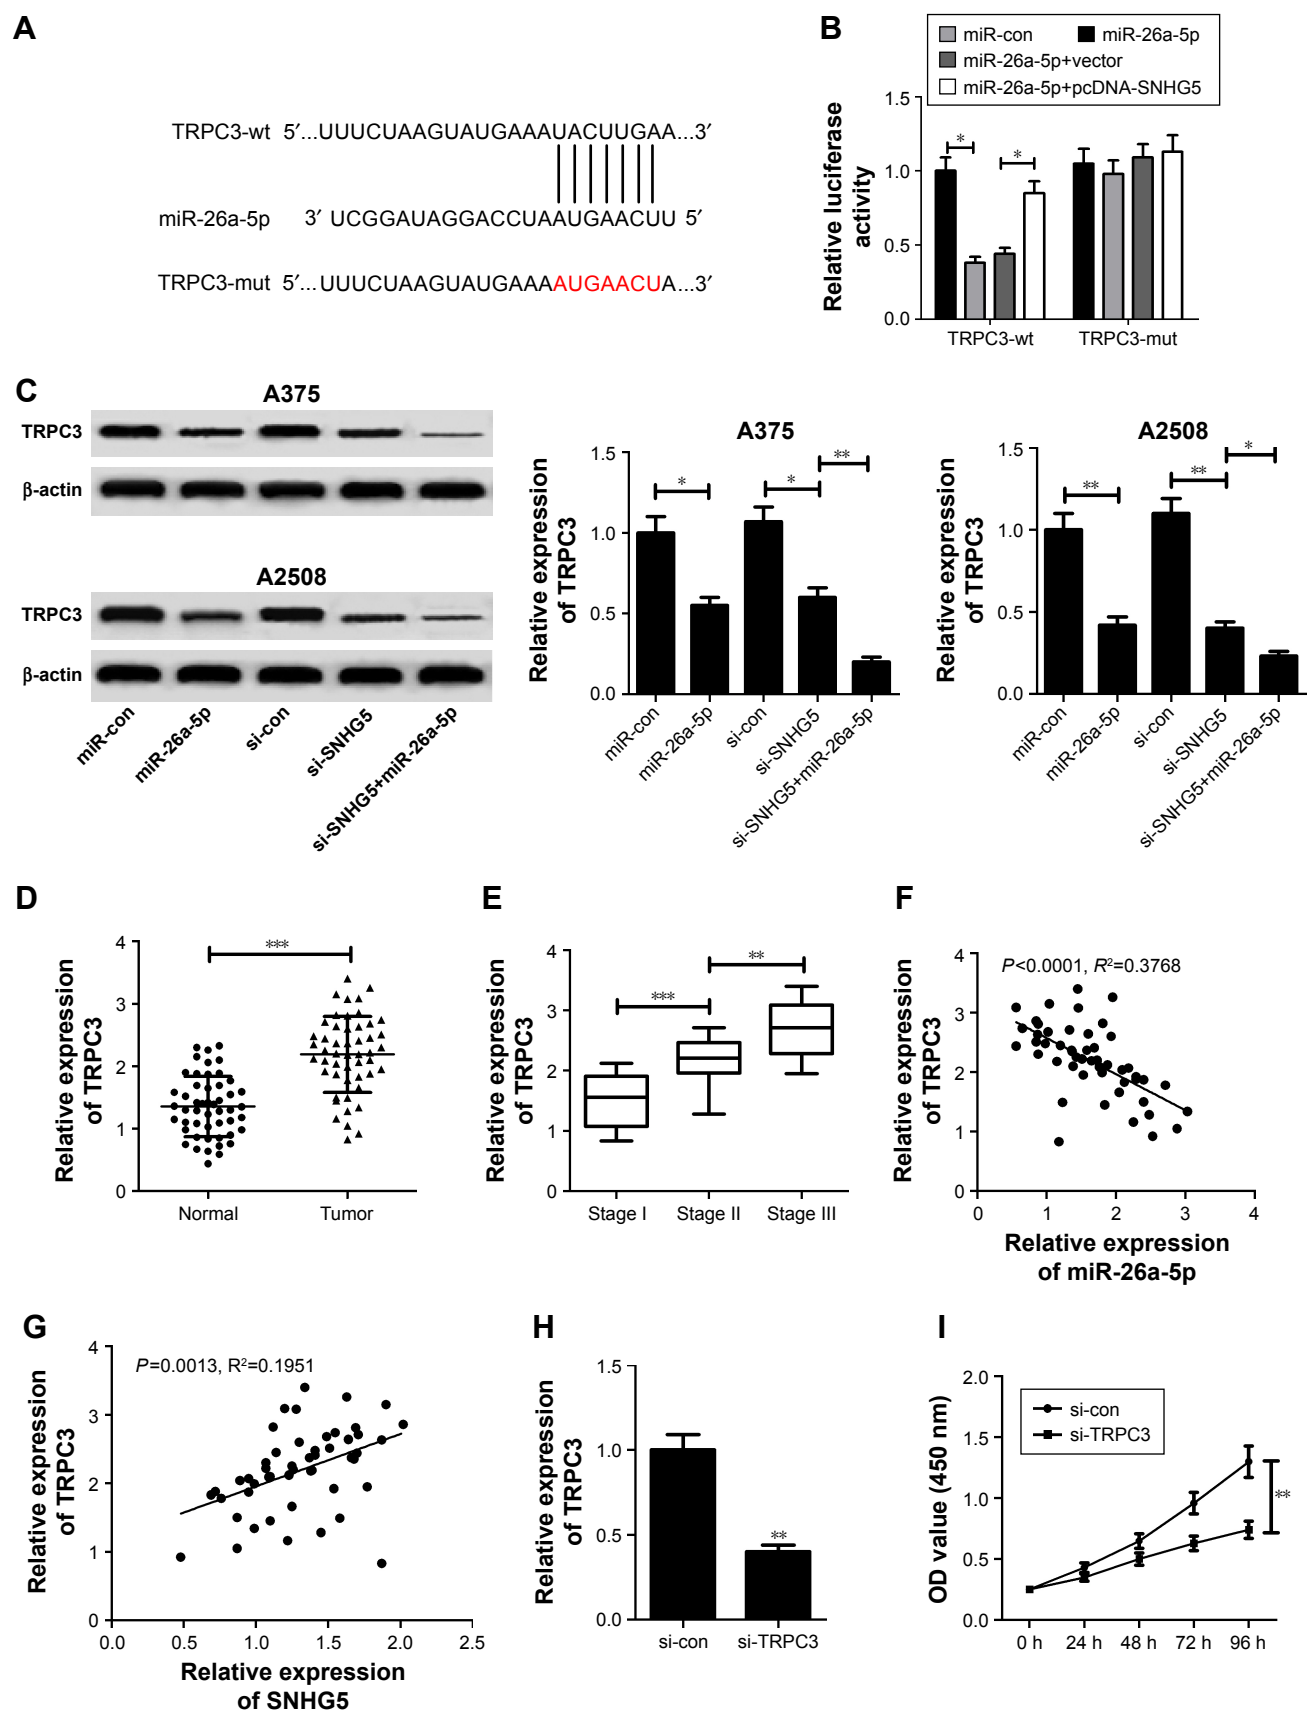 A
TRPC3-wt 5′...UUUCUAAGUAUGAAAUACUUGAA...3′
miR-26a-5p 3′ UCGGAUAGGACCUAAUGAACUU 5′
TRPC3-mut 5′...UUUCUAAGUAUGAAAAUGAACUA...3′
B
miR-con miR-26a-5p
miR-26a-5p+vector
miR-26a-5p+pcDNA-SNHG5
Relative luciferase
activity
1.5
1.0
0.5
0.0
* *
TRPC3-wt TRPC3-mut
C
A375
TRPC3
β-actin
A2508
TRPC3
β-actin
miR-con
miR-26a-5p
si-con
si-SNHG5
si-SNHG5+miR-26a-5p
A375
Relative expression
of TRPC3
1.5
1.0
0.5
0.0
* * **
miR-con
miR-26a-5p
si-con
si-SNHG5
si-SNHG5+miR-26a-5p
A2508
Relative expression
of TRPC3
1.5
1.0
0.5
0.0
** ** *
miR-con
miR-26a-5p
si-con
si-SNHG5
si-SNHG5+miR-26a-5p
D
Relative expression
of TRPC3
4
3
2
1
0
***
Normal Tumor
E
Relative expression
of TRPC3
4
3
2
1
0
*** **
Stage I Stage II Stage III
F
Relative expression
of TRPC3
4
3
2
1
0
P<0.0001, R²=0.3768
0 1 2 3 4
Relative expression
of miR-26a-5p
G
Relative expression
of TRPC3
4
3
2
1
0
P=0.0013, R²=0.1951
0.0 0.5 1.0 1.5 2.0 2.5
Relative expression
of SNHG5
H
Relative expression
of TRPC3
1.5
1.0
0.5
0.0
**
si-con si-TRPC3
I
OD value (450 nm)
2.0
1.5
1.0
0.5
0.0
si-con
si-TRPC3
**
0 h 24 h 48 h 72 h 96 h